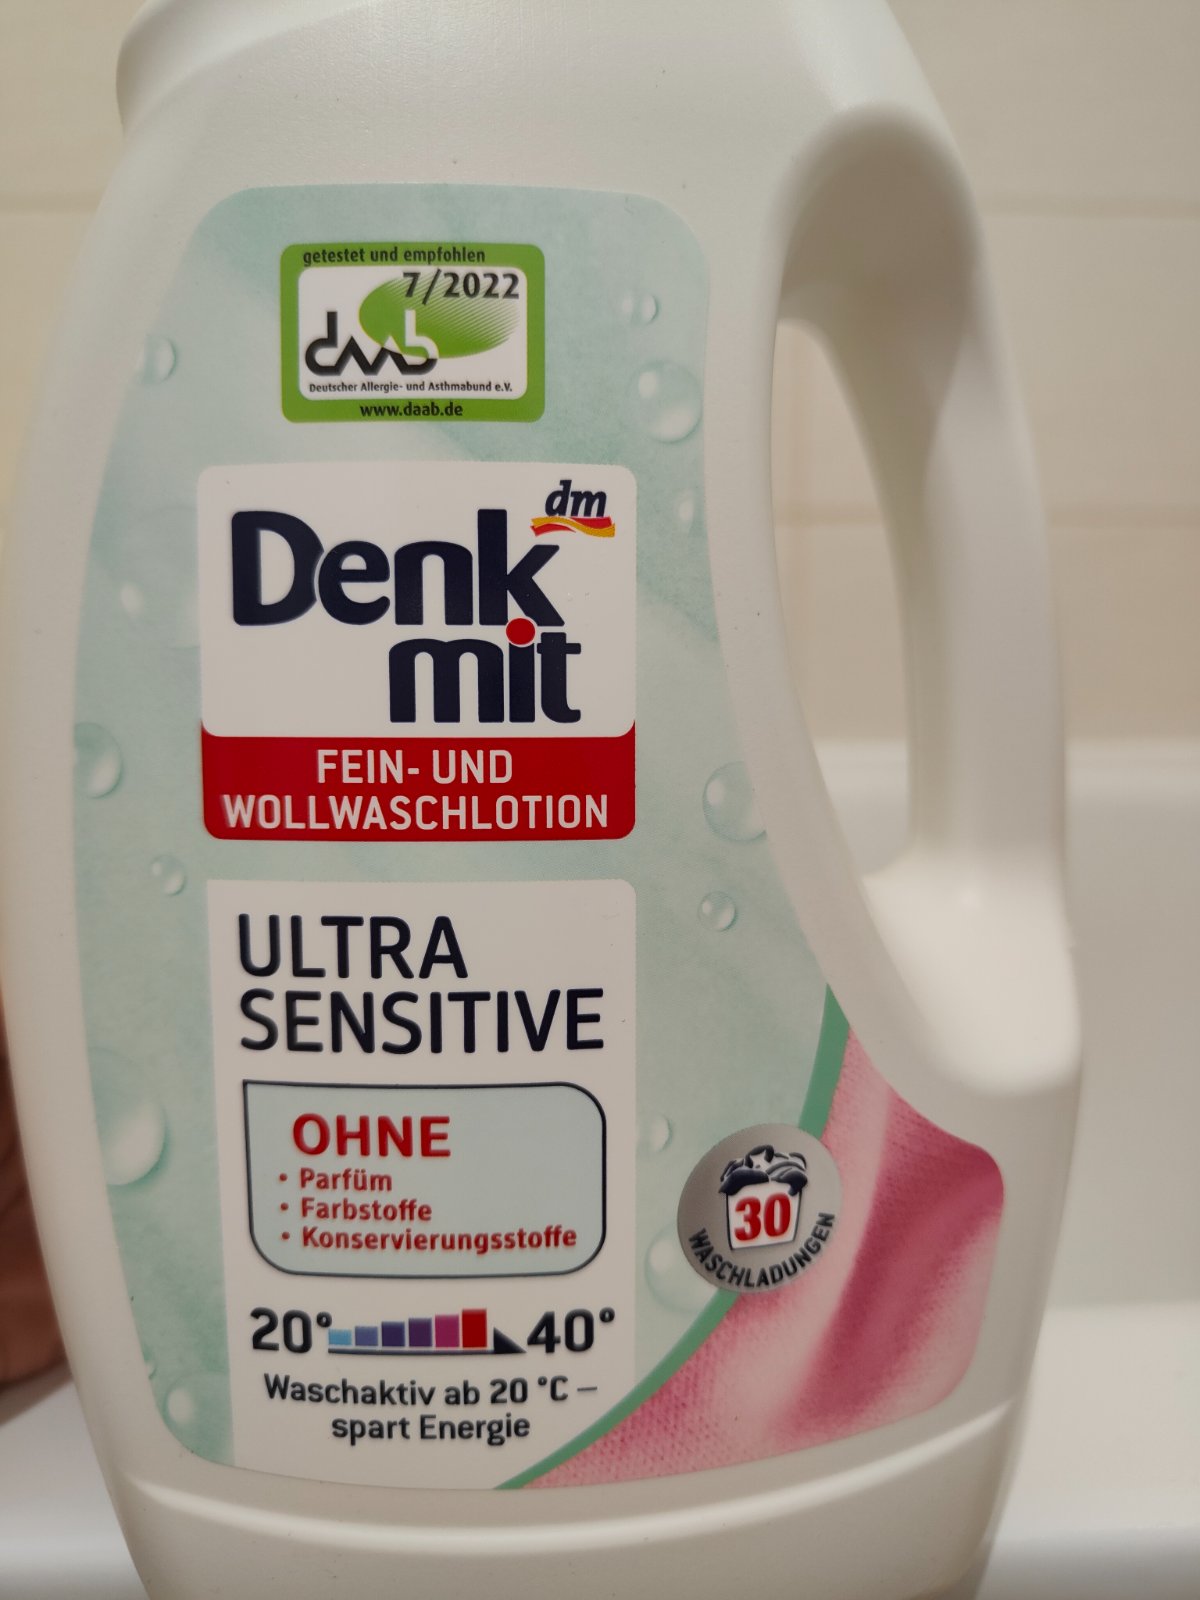 getestet und empfohlen
7/2022
daab
Deutscher Allergie- und Asthmabund e.V.
www.daab.de
dm
Denk
mit
FEIN- UND
WOLLWASCHLOTION
ULTRA
SENSITIVE
OHNE
• Parfüm
• Farbstoffe
• Konservierungsstoffe
30
WASCHLADUNGEN
20° 40°
Waschaktiv ab 20 °C –
spart Energie